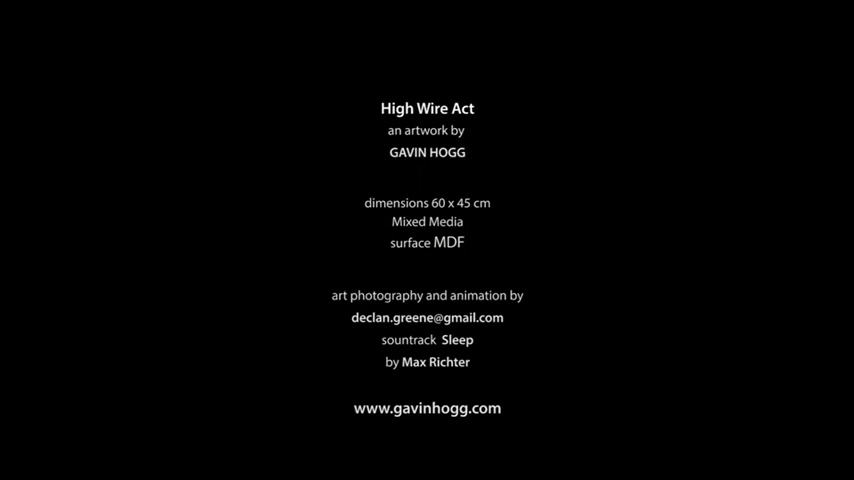 High Wire Act
an artwork by
GAVIN HOGG
dimensions 60 x 45 cm
Mixed Media
surface MDF
art photography and animation by
declan.greene@gmail.com
sountrack Sleep
by Max Richter
www.gavinhogg.com